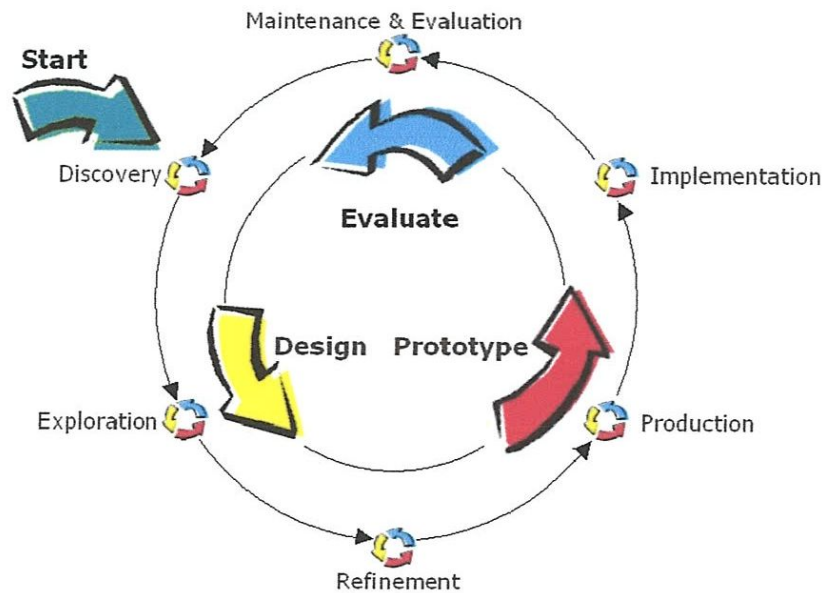 Maintenance & Evaluation
Start
Discovery
Implementation
Evaluate
Design
Prototype
Exploration
Production
Refinement